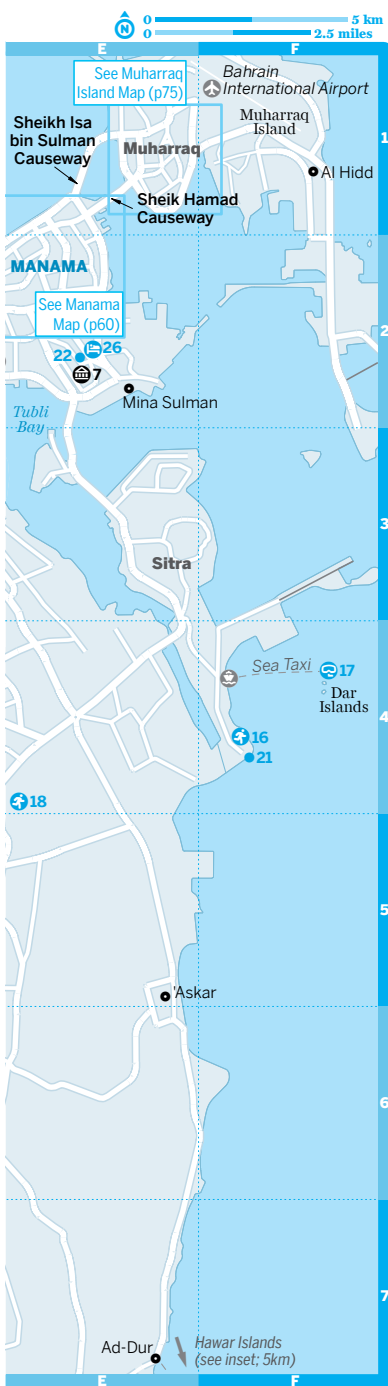 N
0 5 km
0 2.5 miles
E F
See Muharraq
Island Map (p75)
Bahrain
International Airport
Muharraq
Island
1
Sheikh Isa
bin Sulman
Causeway
Muharraq
Al Hidd
Sheik Hamad
Causeway
MANAMA
See Manama
Map (p60)
2
22 26
7
Mina Sulman
Tubli
Bay
3
Sitra
Sea Taxi
17
Dar
Islands
4
16
21
18
5
'Askar
6
7
Ad-Dur
Hawar Islands
(see inset; 5km)
E F